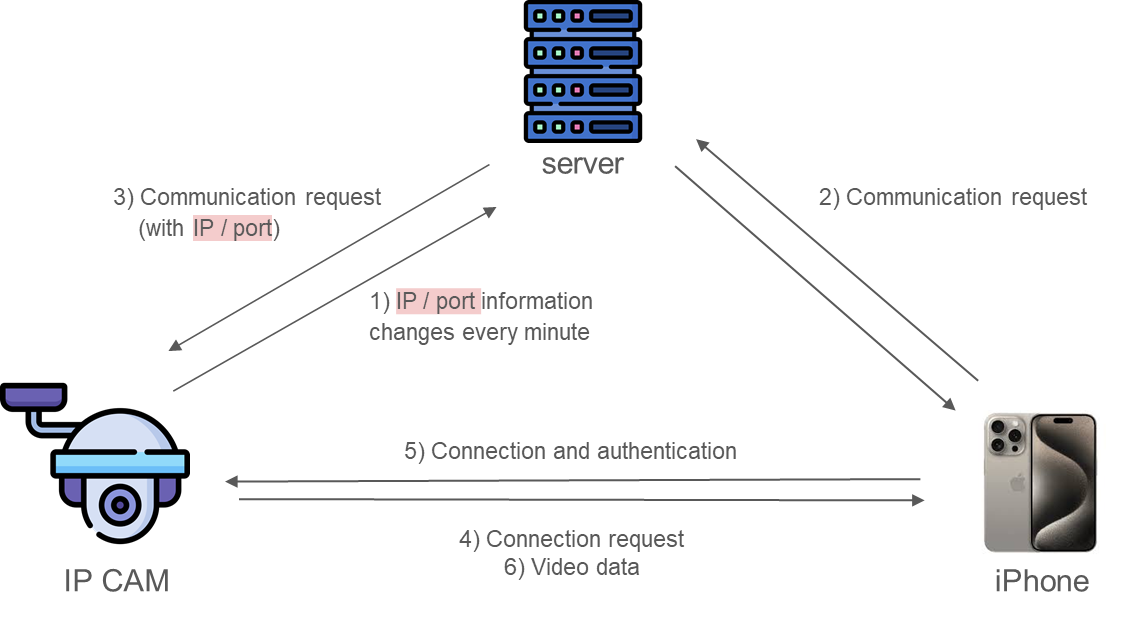 server
3) Communication request
(with IP / port)
2) Communication request
1) IP / port information
changes every minute
5) Connection and authentication
4) Connection request
6) Video data
IP CAM
iPhone